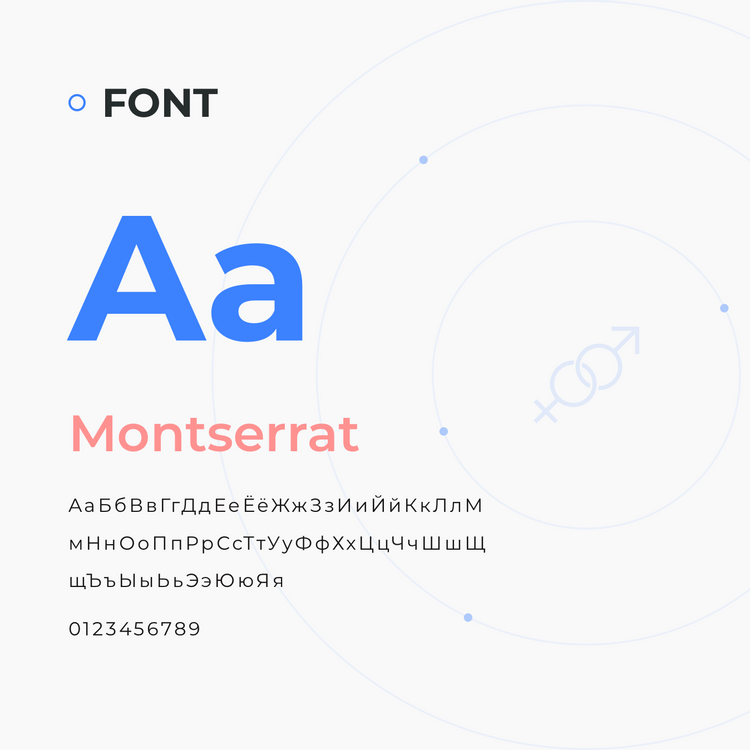 FONT
Aa
Montserrat
АаБбВвГгДдЕеЁёЖжЗзИиЙйКкЛлМ
мНнОоПпРрСсТтУуФфХхЦцЧчШшЩ
щЪъЫыЬьЭэЮюЯя
0123456789